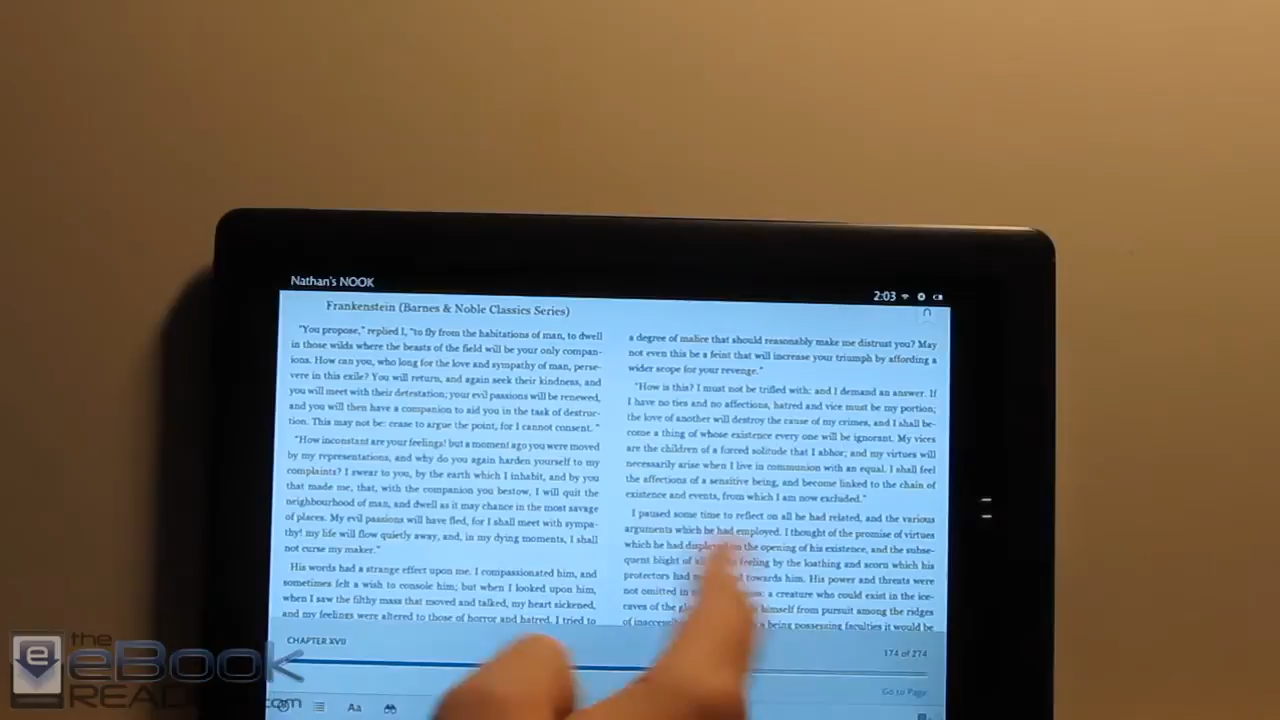 Nathan's NOOK
2:03
Frankenstein (Barnes & Noble Classics Series)
"You propose," replied I, "to fly from the habitations of man, to dwell
in those wilds where the beasts of the field will be your only compan-
ions. How can you, who long for the love and sympathy of man, perse-
vere in this exile? You will return, and again seek their kindness, and
you will meet with their detestation; your evil passions will be renewed,
and you will then have a companion to aid you in the task of destruc-
tion. This may not be: cease to argue the point, for I cannot consent."
"How inconstant are your feelings! but a moment ago you were moved
by my representations, and why do you again harden yourself to my
complaints? I swear to you, by the earth which I inhabit, and by you
that made me, that, with the companion you bestow, I will quit the
neighbourhood of man, and dwell as it may chance in the most savage
of places. My evil passions will have fled, for I shall meet with sympa-
thy! my life will flow quietly away, and, in my dying moments, I shall
not curse my maker."
His words had a strange effect upon me. I compassionated him, and
sometimes felt a wish to console him; but when I looked upon him,
when I saw the filthy mass that moved and talked, my heart sickened,
and my feelings were altered to those of horror and hatred. I tried to
a degree of malice that should reasonably make me distrust you? May
not even this be a feint that will increase your triumph by affording a
wider scope for your revenge."
"How is this? I must not be trifled with: and I demand an answer. If
I have no ties and no affections, hatred and vice must be my portion;
the love of another will destroy the cause of my crimes, and I shall be-
come a thing of whose existence every one will be ignorant. My vices
are the children of a forced solitude that I abhor; and my virtues will
necessarily arise when I live in communion with an equal. I shall feel
the affections of a sensitive being, and become linked to the chain of
existence and events, from which I am now excluded."
I paused some time to reflect on all he had related, and the various
arguments which he had employed. I thought of the promise of virtues
which he had displayed on the opening of his existence, and the subse-
quent blight of feeling by the loathing and scorn which his
protectors had towards him. His power and threats were
not omitted in a creature who could exist in the ice-
caves of the himself from pursuit among the ridges
of a being possessing faculties it would be
CHAPTER XVII
174 of 274
Go to Page
Aa
the
eBook
READ
.com